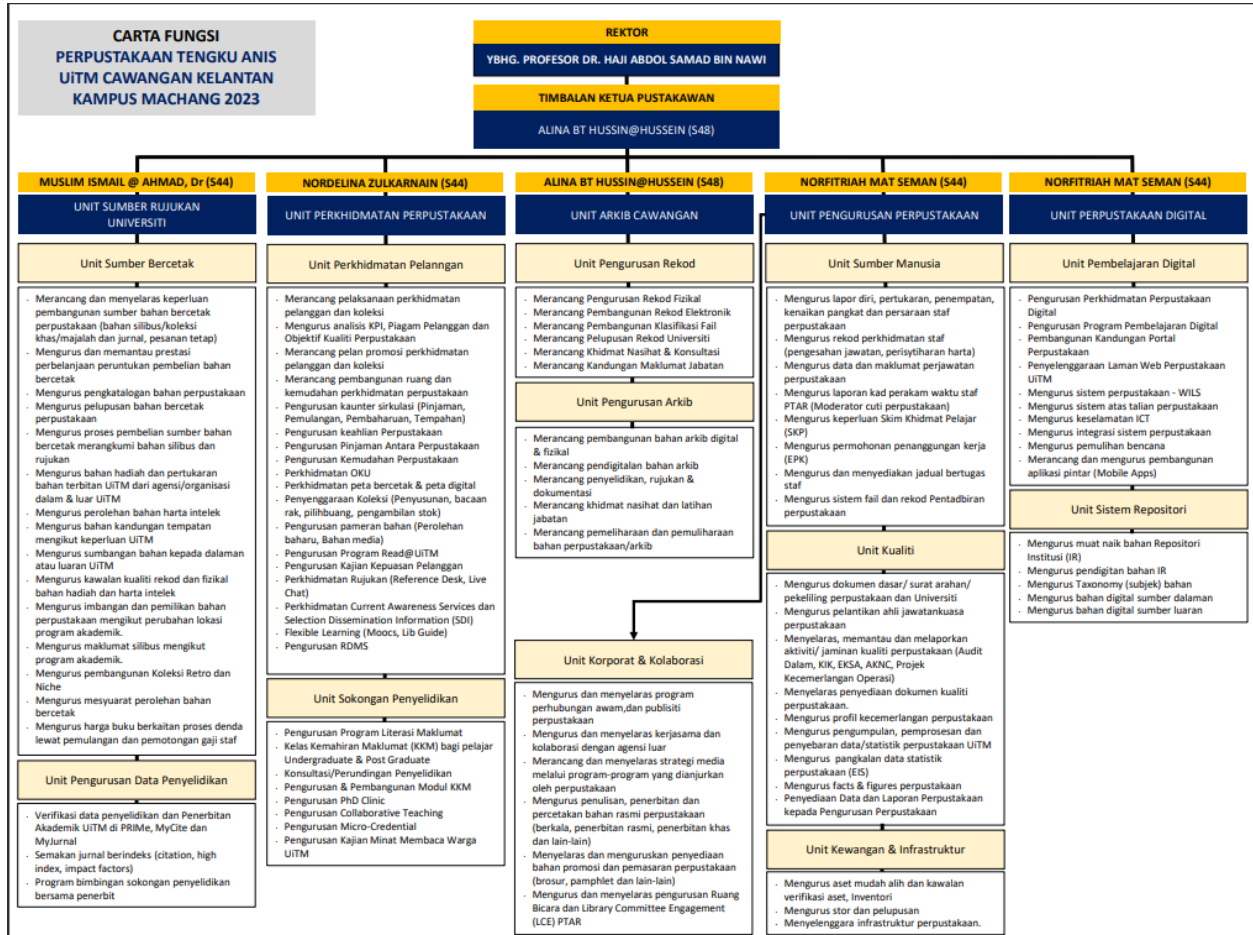 CARTA FUNGSI
PERPUSTAKAAN TENGKU ANIS
UiTM CAWANGAN KELANTAN
KAMPUS MACHANG 2023
REKTOR
YBHG. PROFESOR DR. HAJI ABDOL SAMAD BIN NAWI
TIMBALAN KETUA PUSTAKAWAN
ALINA BT HUSSIN@HUSSEIN (S48)
MUSLIM ISMAIL @ AHMAD, Dr (S44)
UNIT SUMBER RUJUKAN
UNIVERSITI
Unit Sumber Bercetak
· Merancang dan menyelaras keperluan
pembangunan sumber bahan bercetak
perpustakaan (bahan silibus/koleksi
khas/majalah dan jurnal, pesanan tetap)
· Mengurus dan memantau prestasi
perbelanjaan peruntukan pembelian bahan
bercetak
· Mengurus pengkatalogan bahan perpustakaan
· Mengurus pelupusan bahan bercetak
perpustakaan
· Mengurus proses pembelian sumber bahan
bercetak merangkumi bahan silibus dan
rujukan
· Mengurus bahan hadiah dan pertukaran
bahan terbitan UiTM dari agensi/organisasi
dalam & luar UiTM
· Mengurus perolehan bahan harta intelek
· Mengurus bahan kandungan tempatan
mengikut keperluan UiTM
· Mengurus sumbangan bahan kepada dalaman
atau luaran UiTM
· Mengurus kawalan kualiti rekod dan fizikal
bahan hadiah dan harta intelek
· Mengurus imbangan dan pemilikan bahan
perpustakaan mengikut perubahan lokasi
program akademik.
· Mengurus maklumat silibus mengikut
program akademik.
· Mengurus pembangunan Koleksi Retro dan
Niche
· Mengurus mesyuarat perolehan bahan
bercetak
· Mengurus harga buku berkaitan proses denda
lewat pemulangan dan pemotongan gaji staf
Unit Pengurusan Data Penyelidikan
· Verifikasi data penyelidikan dan Penerbitan
Akademik UiTM di PRIMe, MyCite dan
MyJurnal
· Semakan jurnal berindeks (citation, high
index, impact factors)
· Program bimbingan sokongan penyelidikan
bersama penerbit
NORDELINA ZULKARNAIN (S44)
UNIT PERKHIDMATAN PERPUSTAKAAN
Unit Perkhidmatan Pelanngan
· Merancang pelaksanaan perkhidmatan
pelanggan dan koleksi
· Mengurus analisis KPI, Piagam Pelanggan dan
Objektif Kualiti Perpustakaan
· Merancang pelan promosi perkhidmatan
pelanggan dan koleksi
· Merancang pembangunan ruang dan
kemudahan perkhidmatan perpustakaan
· Pengurusan kaunter sirkulasi (Pinjaman,
Pemulangan, Pembaharuan, Tempahan)
· Pengurusan keahlian Perpustakaan
· Pengurusan Pinjaman Antara Perpustakaan
· Pengurusan Kemudahan Perpustakaan
· Perkhidmatan OKU
· Perkhidmatan peta bercetak & peta digital
· Penyenggaraan Koleksi (Penyusunan, bacaan
rak, pilihbuang, pengambilan stok)
· Pengurusan pameran bahan (Perolehan
baharu, Bahan media)
· Pengurusan Program Read@UiTM
· Pengurusan Kajian Kepuasan Pelanggan
· Perkhidmatan Rujukan (Reference Desk, Live
Chat)
· Perkhidmatan Current Awareness Services dan
Selection Dissemination Information (SDI)
· Flexible Learning (Moocs, Lib Guide)
· Pengurusan RDMS
Unit Sokongan Penyelidikan
· Pengurusan Program Literasi Maklumat
· Kelas Kemahiran Maklumat (KKM) bagi pelajar
Undergraduate & Post Graduate
· Konsultasi/Perundingan Penyelidikan
· Pengurusan & Pembangunan Modul KKM
· Pengurusan PhD Clinic
· Pengurusan Collaborative Teaching
· Pengurusan Micro-Credential
· Pengurusan Kajian Minat Membaca Warga
UiTM
ALINA BT HUSSIN@HUSSEIN (S48)
UNIT ARKIB CAWANGAN
Unit Pengurusan Rekod
· Merancang Pengurusan Rekod Fizikal
· Merancang Pembangunan Rekod Elektronik
· Merancang Pembangunan Klasifikasi Fail
· Merancang Pelupusan Rekod Universiti
· Merancang Khidmat Nasihat & Konsultasi
· Merancang Kandungan Maklumat Jabatan
Unit Pengurusan Arkib
· Merancang pembangunan bahan arkib digital
& fizikal
· Merancang pendigitalan bahan arkib
· Merancang penyelidikan, rujukan &
dokumentasi
· Merancang khidmat nasihat dan latihan
jabatan
· Merancang pemeliharaan dan pemuliharaan
bahan perpustakaan/arkib
Unit Korporat & Kolaborasi
· Mengurus dan menyelaras program
perhubungan awam,dan publisiti
perpustakaan
· Mengurus dan menyelaras kerjasama dan
kolaborasi dengan agensi luar
· Merancang dan menyelaras strategi media
melalui program-program yang dianjurkan
oleh perpustakaan
· Mengurus penulisan, penerbitan dan
percetakan bahan rasmi perpustakaan
(berkala, penerbitan rasmi, penerbitan khas
dan lain-lain)
· Menyelaras dan menguruskan penyediaan
bahan promosi dan pemasaran perpustakaan
(brosur, pamphlet dan lain-lain)
· Mengurus dan menyelaras pengurusan Ruang
Bicara dan Library Committee Engagement
(LCE) PTAR
NORFITRIAH MAT SEMAN (S44)
UNIT PENGURUSAN PERPUSTAKAAN
Unit Sumber Manusia
· Mengurus lapor diri, pertukaran, penempatan,
kenaikan pangkat dan persaraan staf
perpustakaan
· Mengurus rekod perkhidmatan staf
(pengesahan jawatan, perisytiharan harta)
· Mengurus data dan maklumat perjawatan
perpustakaan
· Mengurus laporan kad perakam waktu staf
PTAR (Moderator cuti perpustakaan)
· Mengurus keperluan Skim Khidmat Pelajar
(SKP)
· Mengurus permohonan penanggungan kerja
(EPK)
· Mengurus dan menyediakan jadual bertugas
staf
· Mengurus sistem fail dan rekod Pentadbiran
perpustakaan
Unit Kualiti
· Mengurus dokumen dasar/ surat arahan/
pekeliling perpustakaan dan Universiti
· Mengurus pelantikan ahli jawatankuasa
perpustakaan
· Menyelaras, memantau dan melaporkan
aktiviti/ jaminan kualiti perpustakaan (Audit
Dalam, KIK, EKSA, AKNC, Projek
Kecemerlangan Operasi)
· Menyelaras penyediaan dokumen kualiti
perpustakaan.
· Mengurus profil kecemerlangan perpustakaan
· Mengurus pengumpulan, pemprosesan dan
penyebaran data/statistik perpustakaan UiTM
· Mengurus pangkalan data statistik
perpustakaan (EIS)
· Mengurus facts & figures perpustakaan
· Penyediaan Data dan Laporan Perpustakaan
kepada Pengurusan Perpustakaan
Unit Kewangan & Infrastruktur
· Mengurus aset mudah alih dan kawalan
verifikasi aset, Inventori
· Mengurus stor dan pelupusan
· Menyelenggara infrastruktur perpustakaan.
NORFITRIAH MAT SEMAN (S44)
UNIT PERPUSTAKAAN DIGITAL
Unit Pembelajaran Digital
· Pengurusan Perkhidmatan Perpustakaan
Digital
· Pengurusan Program Pembelajaran Digital
· Pembangunan Kandungan Portal
Perpustakaan
· Penyelenggaraan Laman Web Perpustakaan
UiTM
· Mengurus sistem perpustakaan - WILS
· Mengurus sistem atas talian perpustakaan
· Mengurus keselamatan ICT
· Mengurus integrasi sistem perpustakaan
· Mengurus pemulihan bencana
· Merancang dan mengurus pembangunan
aplikasi pintar (Mobile Apps)
Unit Sistem Repositori
· Mengurus muat naik bahan Repositori
Institusi (IR)
· Mengurus pendigitan bahan IR
· Mengurus Taxonomy (subjek) bahan
· Mengurus bahan digital sumber dalaman
· Mengurus bahan digital sumber luaran